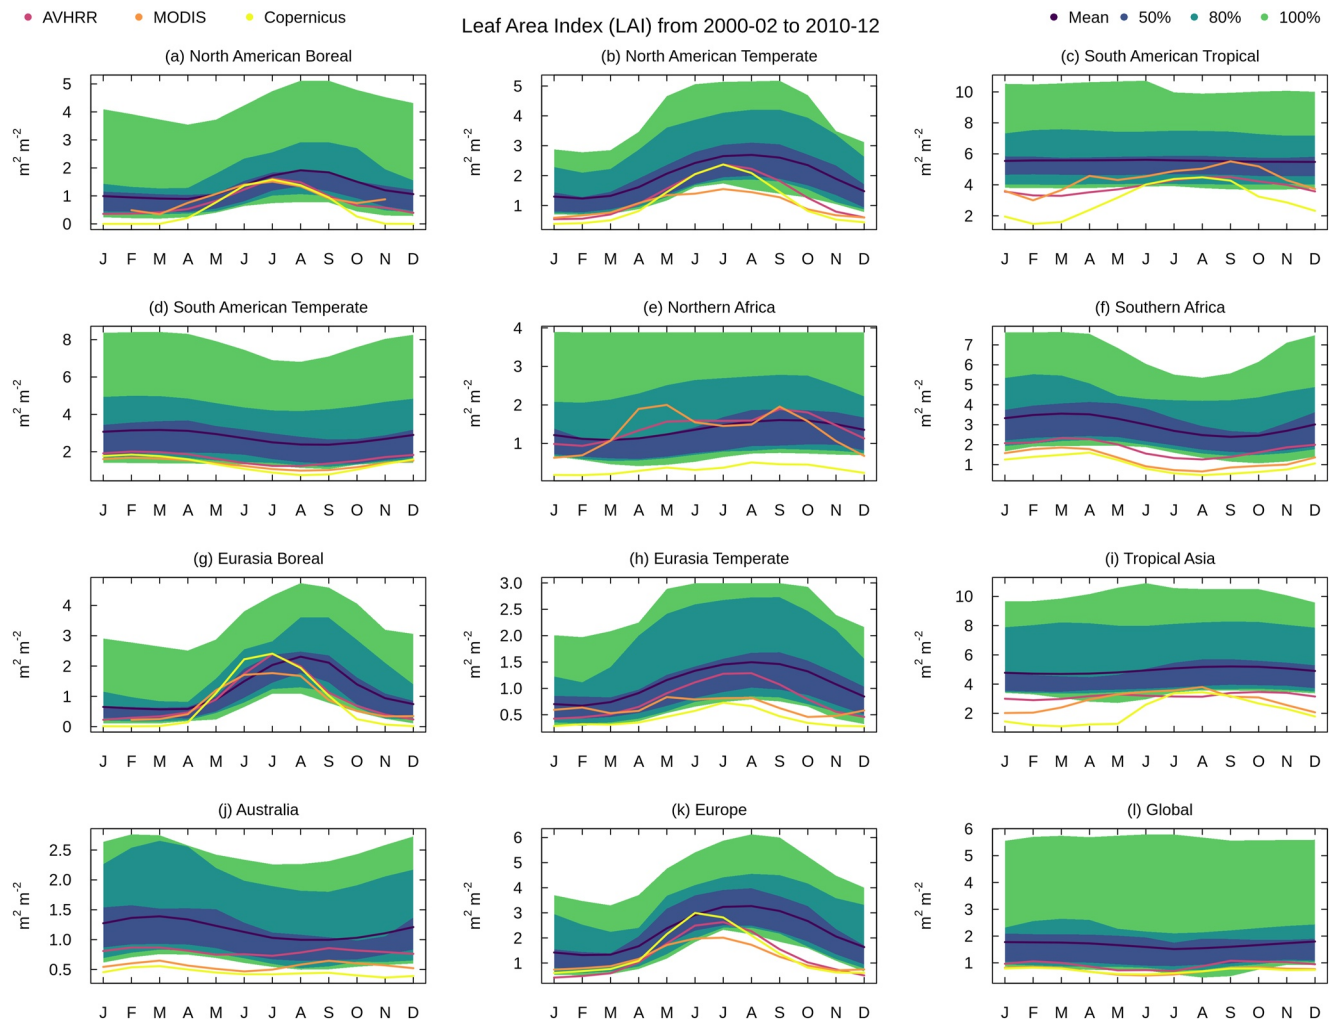 AVHRR MODIS Copernicus
Leaf Area Index (LAI) from 2000-02 to 2010-12
Mean 50% 80% 100%
(a) North American Boreal
m² m⁻²
5
4
3
2
1
0
J F M A M J J A S O N D
(b) North American Temperate
m² m⁻²
5
4
3
2
1
J F M A M J J A S O N D
(c) South American Tropical
m² m⁻²
10
8
6
4
2
J F M A M J J A S O N D
(d) South American Temperate
m² m⁻²
8
6
4
2
J F M A M J J A S O N D
(e) Northern Africa
m² m⁻²
4
3
2
1
J F M A M J J A S O N D
(f) Southern Africa
m² m⁻²
7
6
5
4
3
2
1
J F M A M J J A S O N D
(g) Eurasia Boreal
m² m⁻²
4
3
2
1
0
J F M A M J J A S O N D
(h) Eurasia Temperate
m² m⁻²
3.0
2.5
2.0
1.5
1.0
0.5
J F M A M J J A S O N D
(i) Tropical Asia
m² m⁻²
10
8
6
4
2
J F M A M J J A S O N D
(j) Australia
m² m⁻²
2.5
2.0
1.5
1.0
0.5
J F M A M J J A S O N D
(k) Europe
m² m⁻²
6
5
4
3
2
1
J F M A M J J A S O N D
(l) Global
m² m⁻²
6
5
4
3
2
1
J F M A M J J A S O N D